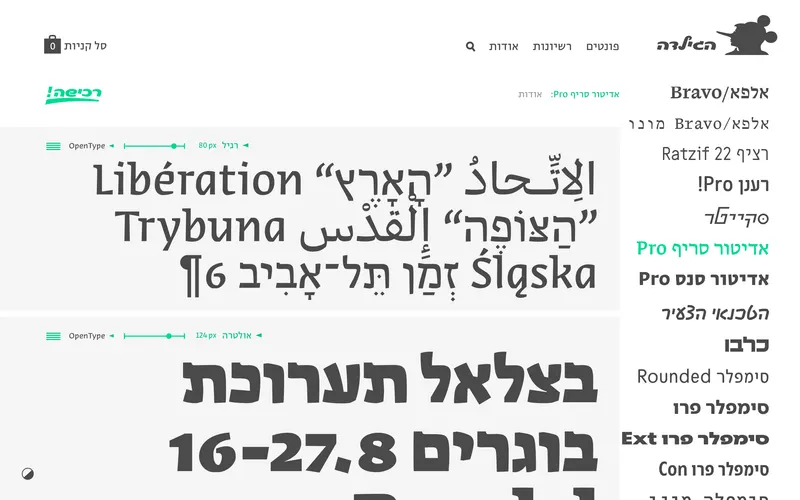 הגילדה
פונטים
רשיונות
אודות
סל קניות
0
אדיטור סריף Pro:
אודות
רכישה!
רגיל
80 px
OpenType
الاِتِّـحادُ "הָאָרֶץ" Libération
"הַצּוֹפֶה" اِلْقُدْس Trybuna
Śląska זְמַן תֵּל־אָבִיב 6¶
אולטרה
124 px
OpenType
בצלאל תערוכת
בוגרים 16-27.8
אלפא/Bravo
אלפא/Bravo מונו
רציף 22 Ratzif
רענן Pro!
סקייטר
אדיטור סריף Pro
אדיטור סנס Pro
הטכנאי הצעיר
כרבו
סימפלר Rounded
סימפלר פרו
סימפלר פרו Ext
סימפלר פרו Con